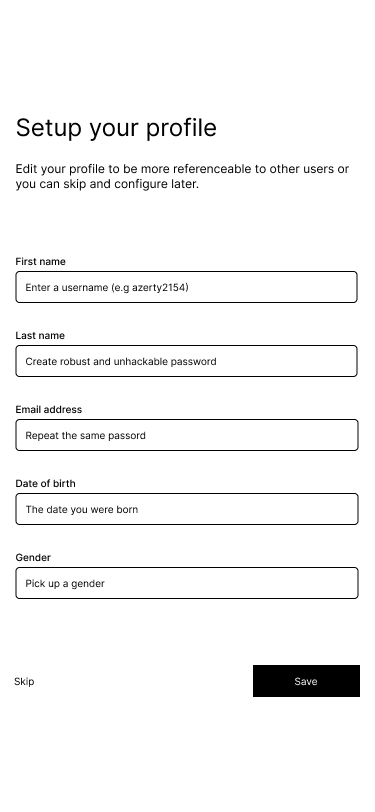 Setup your profile
Edit your profile to be more referenceable to other users or
you can skip and configure later.
First name
Enter a username (e.g azerty2154)
Last name
Create robust and unhackable password
Email address
Repeat the same passord
Date of birth
The date you were born
Gender
Pick up a gender
Skip
Save